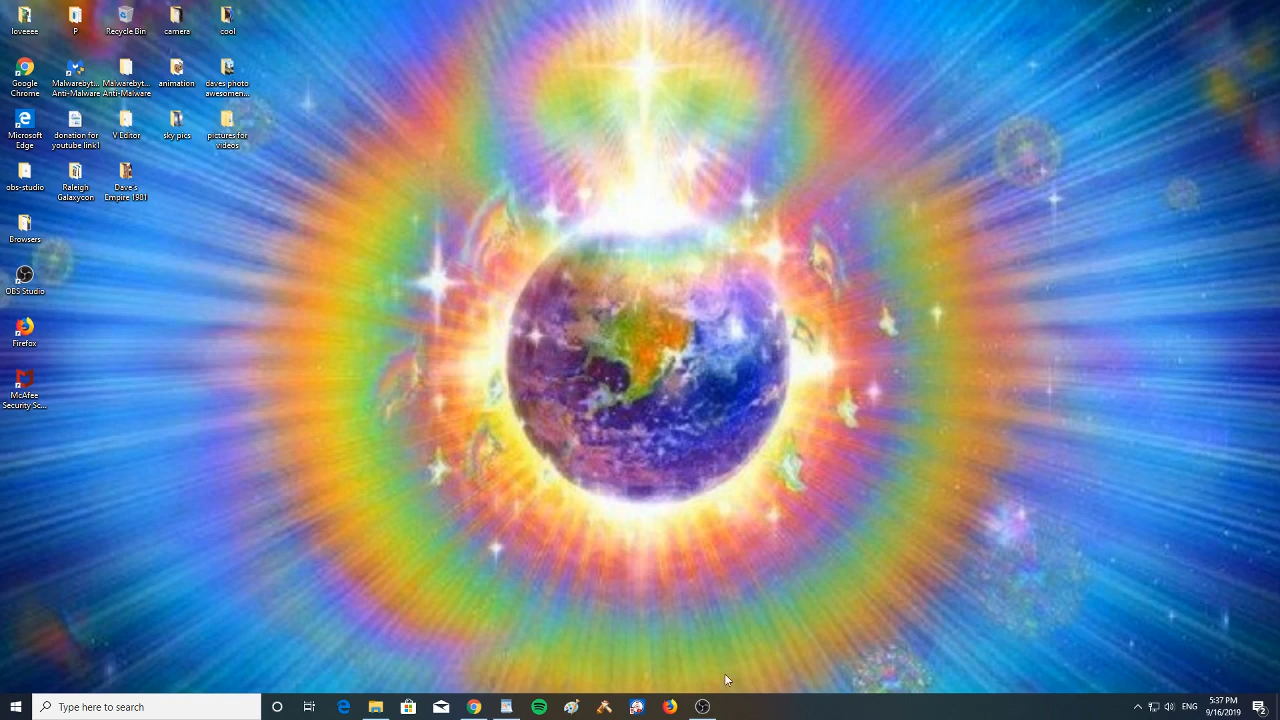 loveeee
P
Recycle Bin
camera
cool
Google
Chrome
Malwarebyt...
Anti-Malware
Malwarebyt...
Anti-Malware
animation
daves photo
awesomen...
Microsoft
Edge
donation for
youtube link1
V Editor
sky pics
pictures for
videos
obs-studio
Raleigh
Galaxycon
Dave's
Empire 1901
Browsers
OBS Studio
Firefox
McAfee
Security Sc...
Type here to search
ENG
5:37 PM
9/16/2019
2